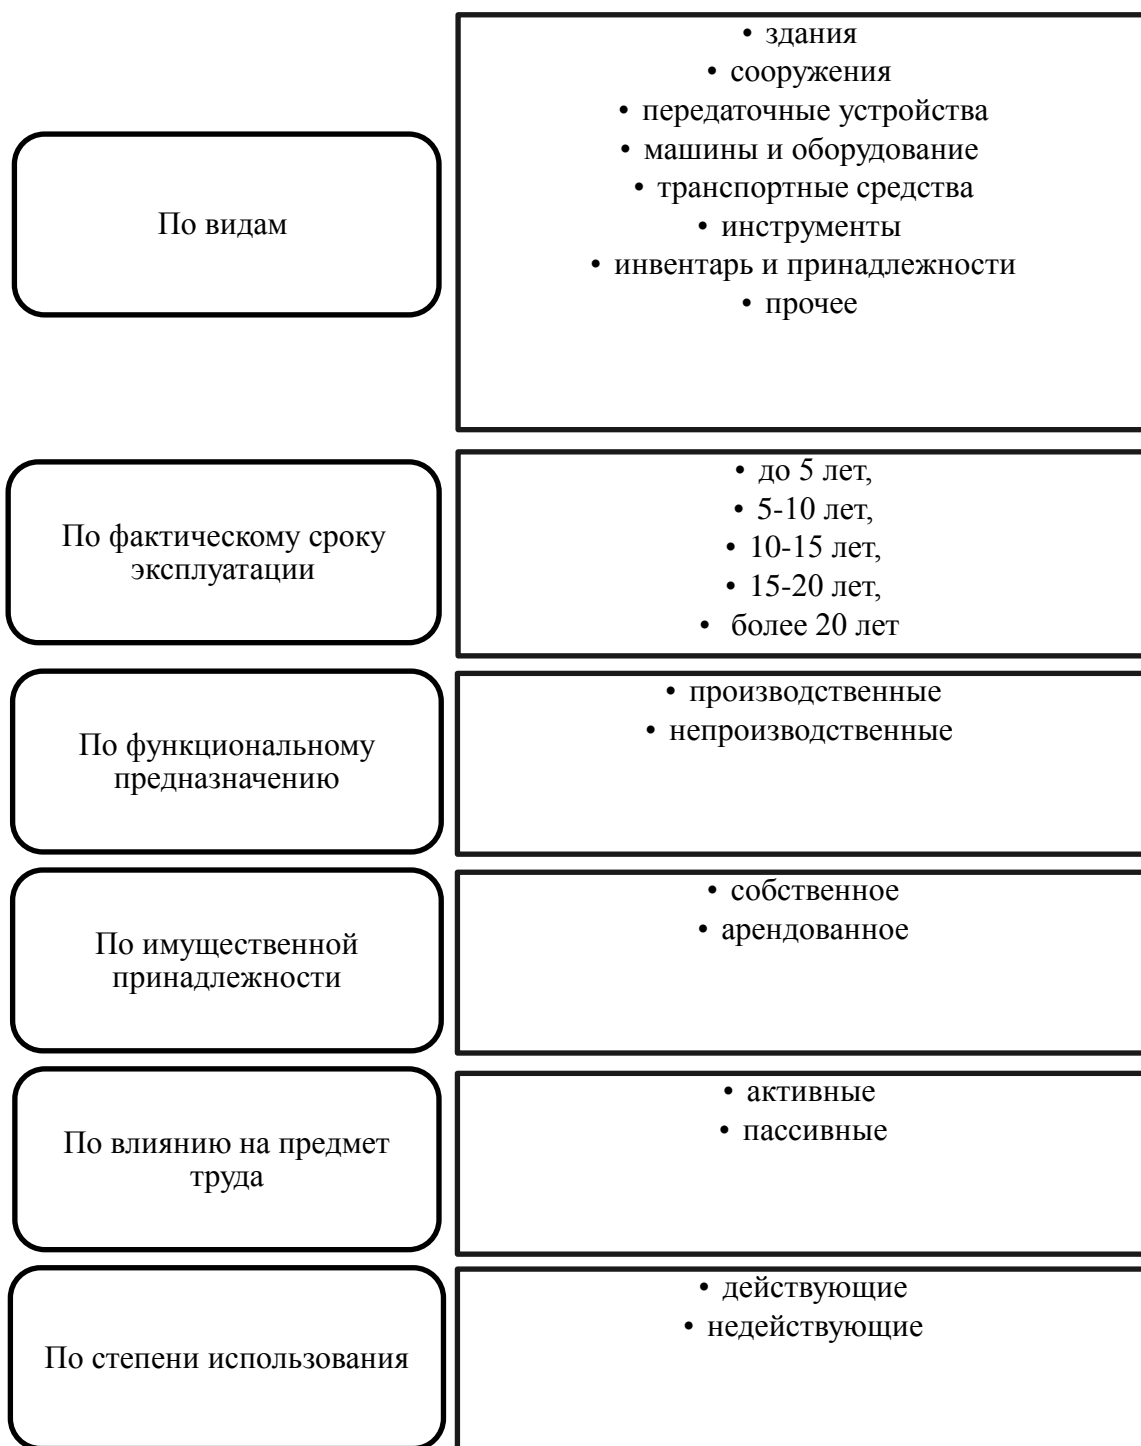 По видам
• здания
• сооружения
• передаточные устройства
• машины и оборудование
• транспортные средства
• инструменты
• инвентарь и принадлежности
• прочее
По фактическому сроку
эксплуатации
• до 5 лет,
• 5-10 лет,
• 10-15 лет,
• 15-20 лет,
• более 20 лет
По функциональному
предназначению
• производственные
• непроизводственные
По имущественной
принадлежности
• собственное
• арендованное
По влиянию на предмет
труда
• активные
• пассивные
По степени использования
• действующие
• недействующие